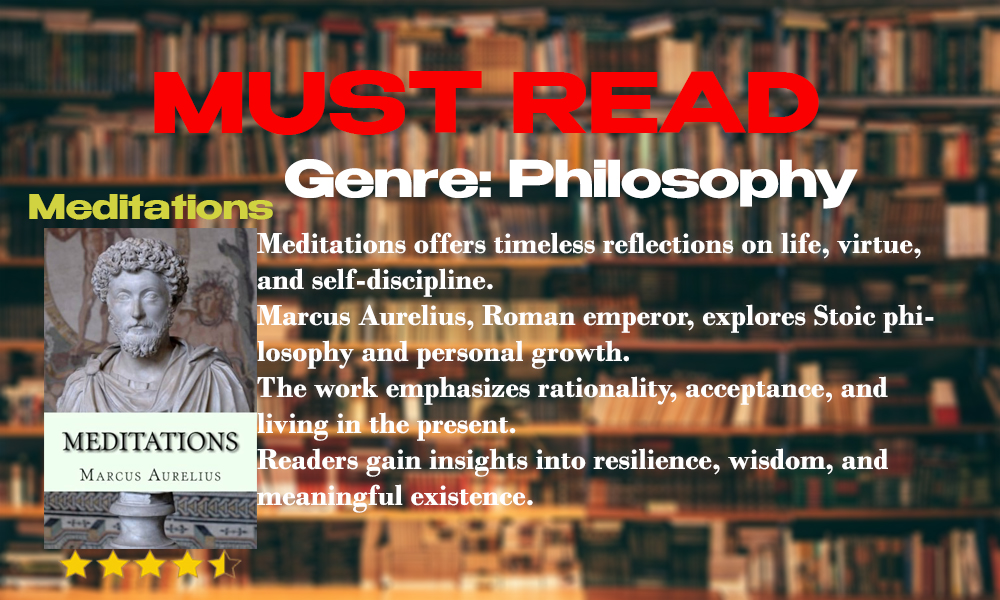 MUST READ
Genre: Philosophy
Meditations
Meditations offers timeless reflections on life, virtue,
and self-discipline.
Marcus Aurelius, Roman emperor, explores Stoic phi-
losophy and personal growth.
The work emphasizes rationality, acceptance, and
living in the present.
Readers gain insights into resilience, wisdom, and
meaningful existence.
MEDITATIONS
MARCUS AURELIUS